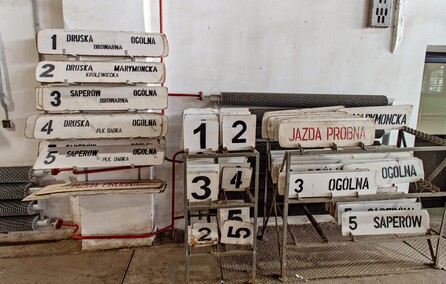 1 DRUSKA OGÓLNA
BROWARNA
2 DRUSKA MARYMONCKA
KRÓLEWIECKA
3 SAPERÓW OGÓLNA
BROWARNA
4 DRUSKA OGÓLNA
PLK. DĄBKA
5 SAPERÓW OGÓLNA
PLK. DĄBKA
1 2
3 4
1 5
2 5
MARYMONCKA
JAZDA PRÓBNA
OGÓLNA
3 OGÓLNA
5 SAPERÓW